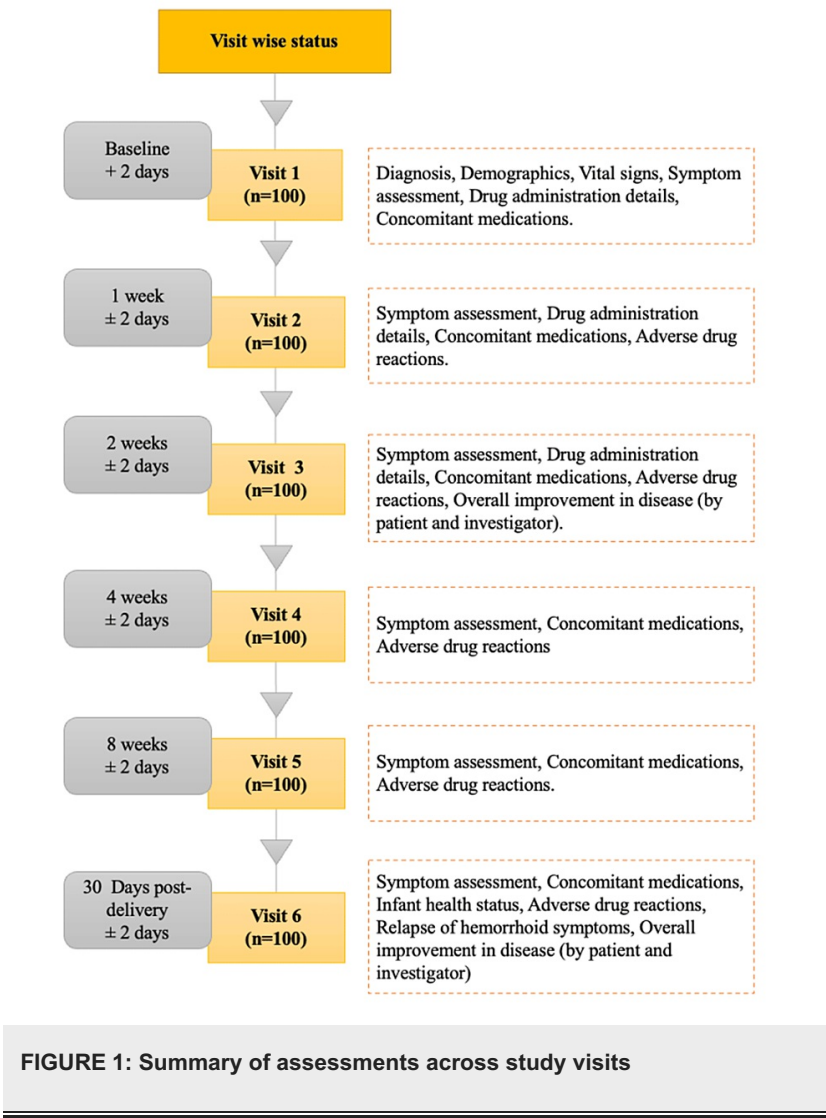 Visit wise status
Baseline
+ 2 days
Visit 1
(n=100)
Diagnosis, Demographics, Vital signs, Symptom
assessment, Drug administration details,
Concomitant medications.
1 week
± 2 days
Visit 2
(n=100)
Symptom assessment, Drug administration
details, Concomitant medications, Adverse drug
reactions.
2 weeks
± 2 days
Visit 3
(n=100)
Symptom assessment, Drug administration
details, Concomitant medications, Adverse drug
reactions, Overall improvement in disease (by
patient and investigator).
4 weeks
± 2 days
Visit 4
(n=100)
Symptom assessment, Concomitant medications,
Adverse drug reactions
8 weeks
± 2 days
Visit 5
(n=100)
Symptom assessment, Concomitant medications,
Adverse drug reactions.
30 Days post-
delivery
± 2 days
Visit 6
(n=100)
Symptom assessment, Concomitant medications,
Infant health status, Adverse drug reactions,
Relapse of hemorrhoid symptoms, Overall
improvement in disease (by patient and
investigator)
FIGURE 1: Summary of assessments across study visits